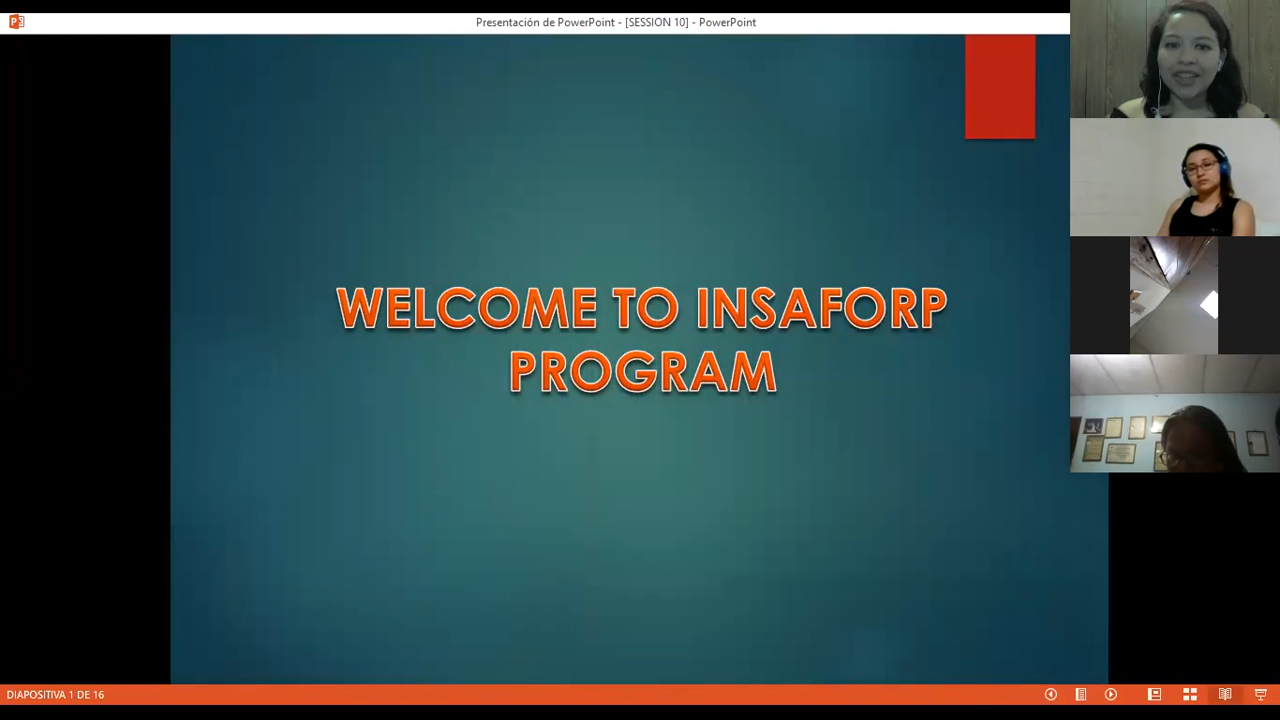 Presentación de PowerPoint - [SESSION 10] - PowerPoint
WELCOME TO INSAFORP
PROGRAM
DIAPOSITIVA 1 DE 16